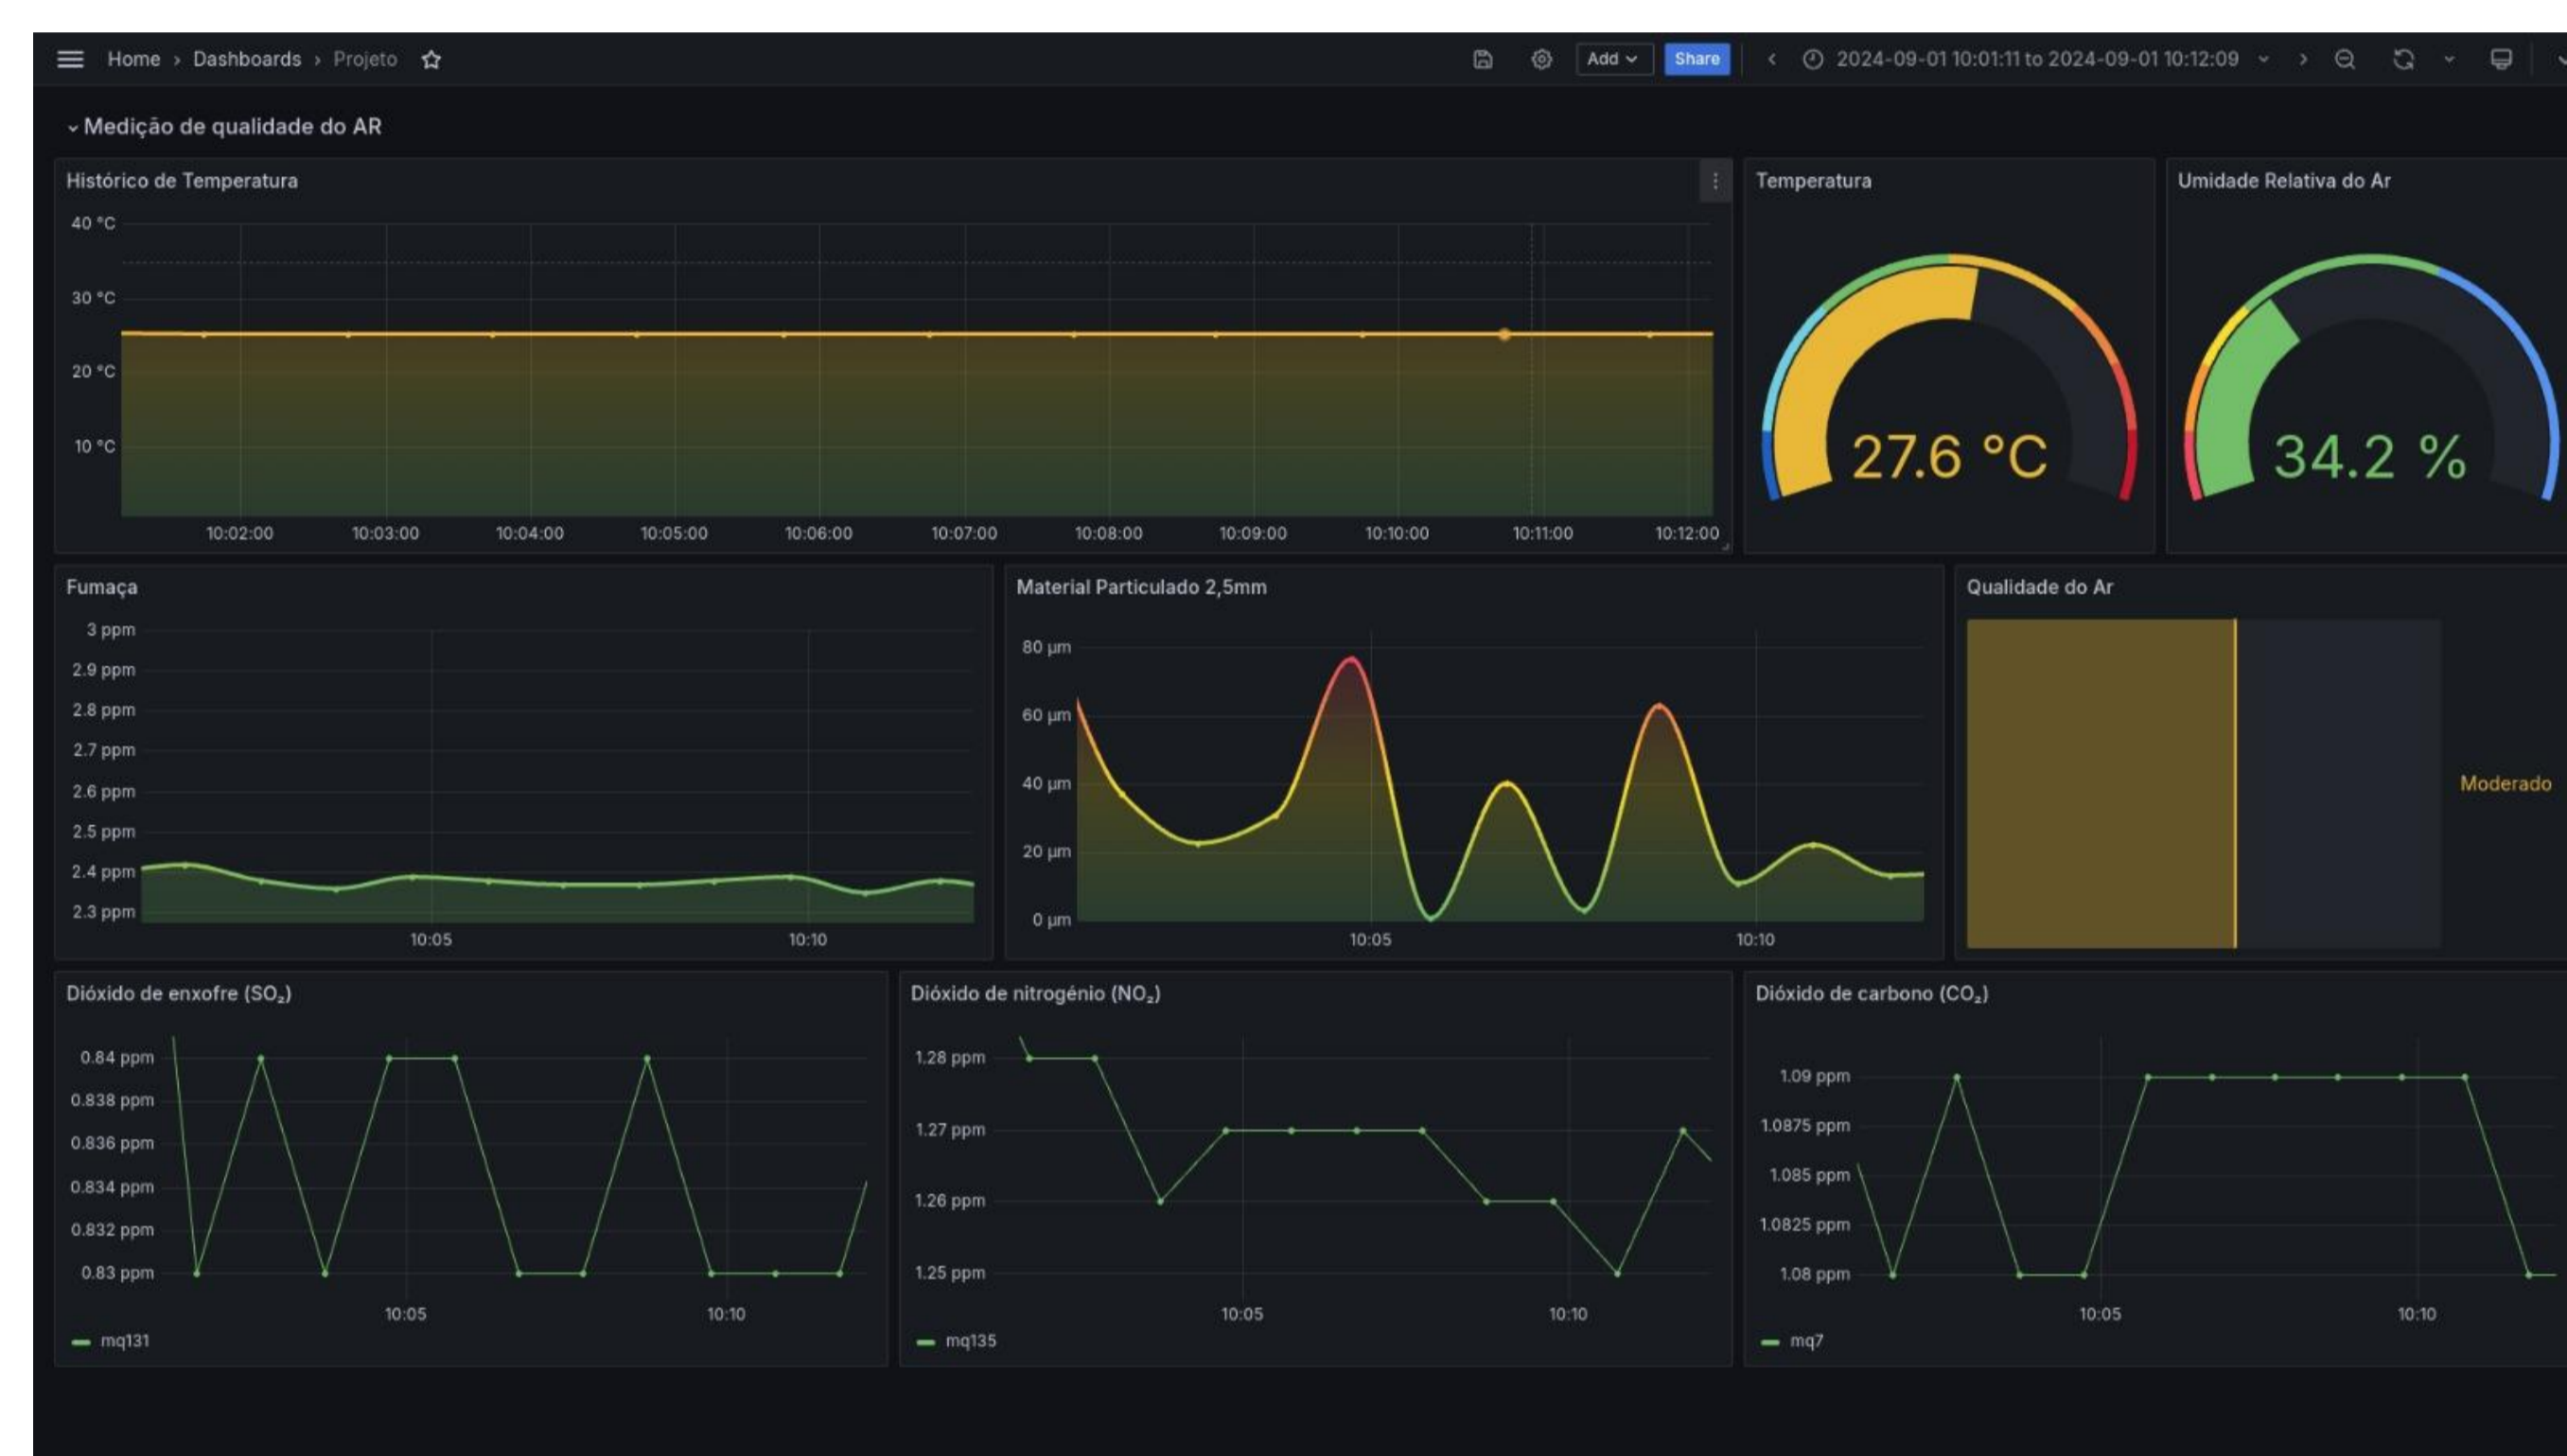 Home › Dashboards › Projeto
Add
Share
2024-09-01 10:01:11 to 2024-09-01 10:12:09
Medição de qualidade do AR
Histórico de Temperatura
40 °C
30 °C
20 °C
10 °C
10:02:00 10:03:00 10:04:00 10:05:00 10:06:00 10:07:00 10:08:00 10:09:00 10:10:00 10:11:00 10:12:00
Temperatura
27.6 °C
Umidade Relativa do Ar
34.2 %
Fumaça
3 ppm
2.9 ppm
2.8 ppm
2.7 ppm
2.6 ppm
2.5 ppm
2.4 ppm
2.3 ppm
10:05 10:10
Material Particulado 2,5mm
80 µm
60 µm
40 µm
20 µm
0 µm
10:05 10:10
Qualidade do Ar
Moderado
Dióxido de enxofre (SO₂)
0.84 ppm
0.838 ppm
0.836 ppm
0.834 ppm
0.832 ppm
0.83 ppm
10:05 10:10
mq131
Dióxido de nitrogénio (NO₂)
1.28 ppm
1.27 ppm
1.26 ppm
1.25 ppm
10:05 10:10
mq135
Dióxido de carbono (CO₂)
1.09 ppm
1.0875 ppm
1.085 ppm
1.0825 ppm
1.08 ppm
10:05 10:10
mq7